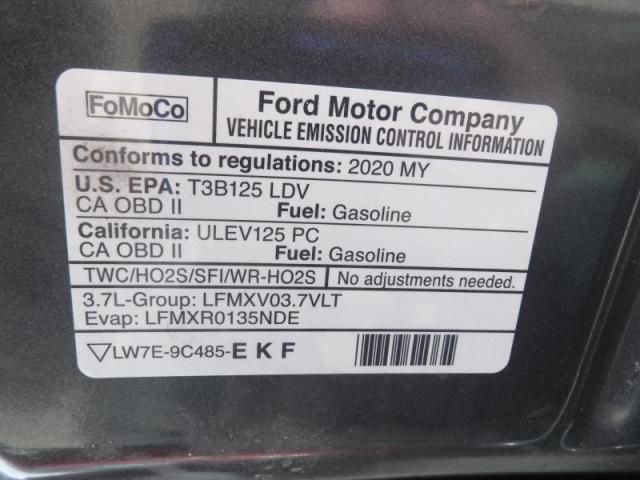 FoMoCo
Ford Motor Company
VEHICLE EMISSION CONTROL INFORMATION
Conforms to regulations: 2020 MY
U.S. EPA: T3B125 LDV
CA OBD II Fuel: Gasoline
California: ULEV125 PC
CA OBD II Fuel: Gasoline
TWC/HO2S/SFI/WR-HO2S No adjustments needed.
3.7L-Group: LFMXV03.7VLT
Evap: LFMXR0135NDE
LW7E-9C485-E K F